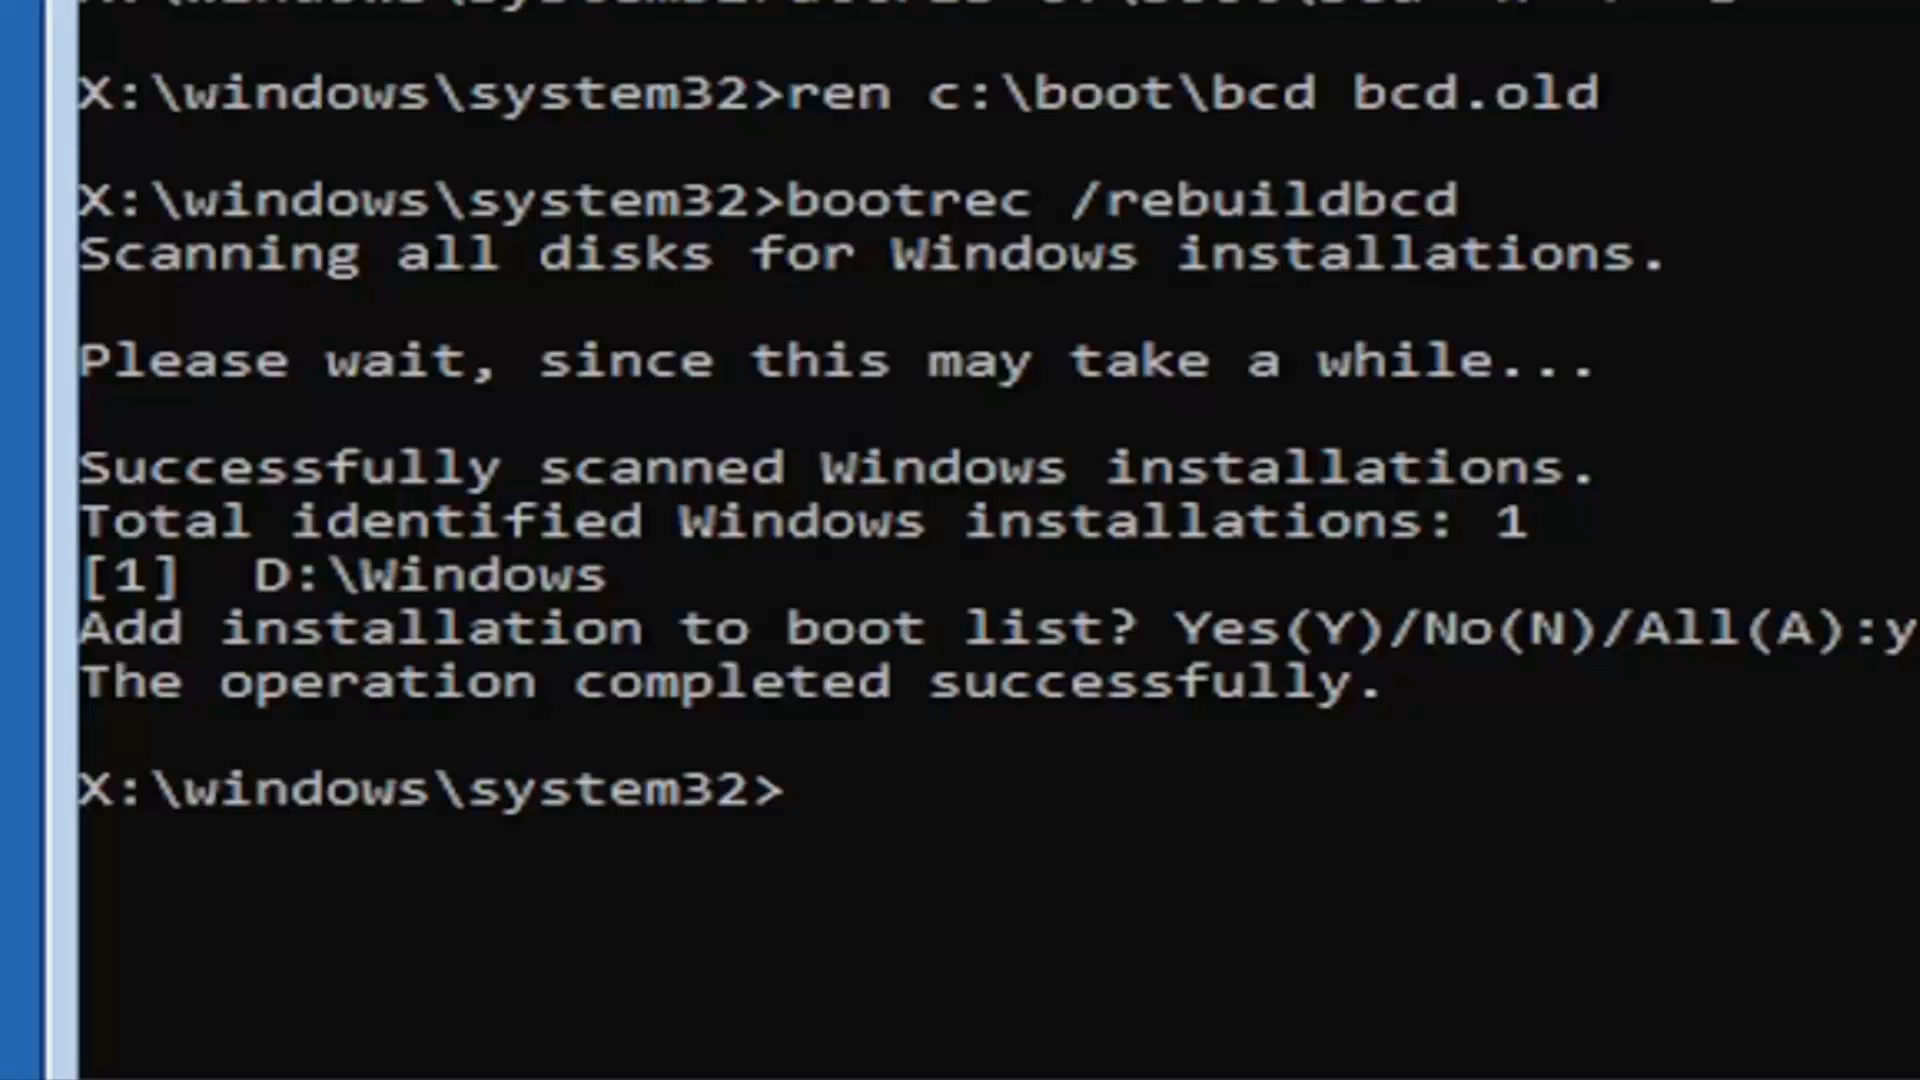 X:\windows\system32>ren c:\boot\bcd bcd.old
X:\windows\system32>bootrec /rebuildbcd
Scanning all disks for Windows installations.
Please wait, since this may take a while...
Successfully scanned Windows installations.
Total identified Windows installations: 1
[1]  D:\Windows
Add installation to boot list? Yes(Y)/No(N)/All(A):y
The operation completed successfully.
X:\windows\system32>